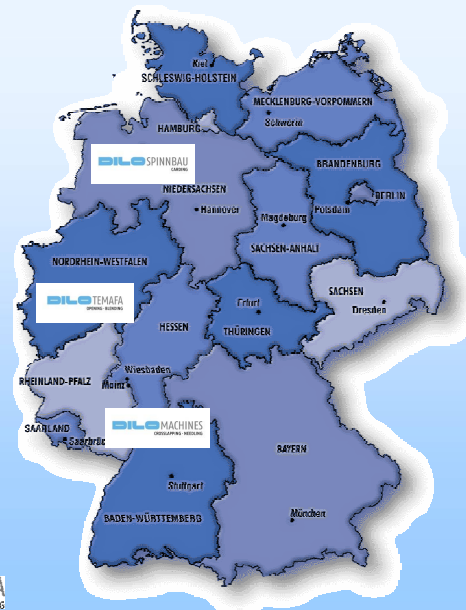 Kiel
SCHLESWIG-HOLSTEIN
MECKLENBURG-VORPOMMERN
Schwerin
HAMBURG
DILO SPINNBAU
CARDING
BRANDENBURG
NIEDERSACHSEN
BERLIN
Hannover
Potsdam
Magdeburg
SACHSEN-ANHALT
NORDRHEIN-WESTFALEN
DILO TEMAFA
OPENING - BLENDING
SACHSEN
Erfurt
Dresden
HESSEN
THÜRINGEN
Wiesbaden
RHEINLAND-PFALZ
Mainz
DILO MACHINES
CROSSLAPPING - NEEDLING
SAARLAND
Saarbrüc
BAYERN
Stuttgart
München
BADEN-WÜRTTEMBERG
A
G